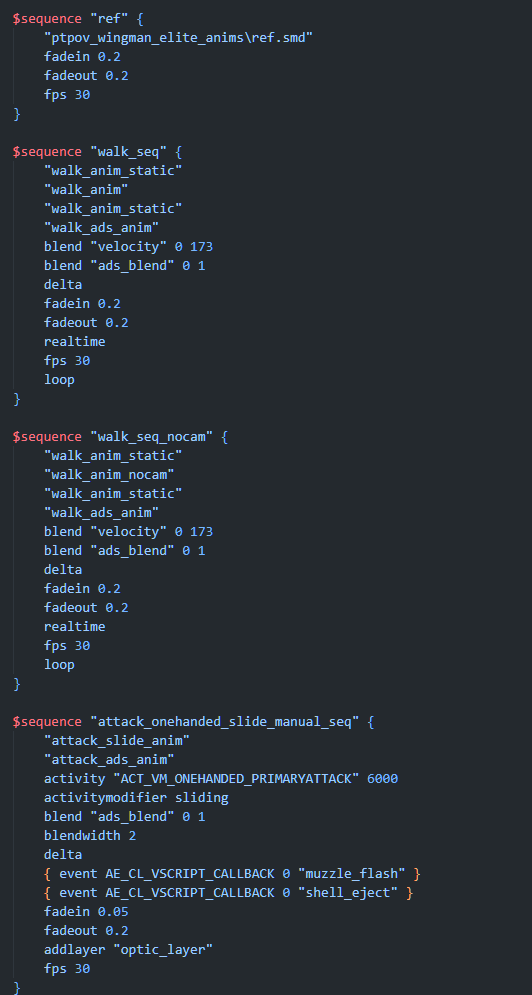 $sequence "ref" {
    "ptpov_wingman_elite_anims\ref.smd"
    fadein 0.2
    fadeout 0.2
    fps 30
}

$sequence "walk_seq" {
    "walk_anim_static"
    "walk_anim"
    "walk_anim_static"
    "walk_ads_anim"
    blend "velocity" 0 173
    blend "ads_blend" 0 1
    delta
    fadein 0.2
    fadeout 0.2
    realtime
    fps 30
    loop
}

$sequence "walk_seq_nocam" {
    "walk_anim_static"
    "walk_anim_nocam"
    "walk_anim_static"
    "walk_ads_anim"
    blend "velocity" 0 173
    blend "ads_blend" 0 1
    delta
    fadein 0.2
    fadeout 0.2
    realtime
    fps 30
    loop
}

$sequence "attack_onehanded_slide_manual_seq" {
    "attack_slide_anim"
    "attack_ads_anim"
    activity "ACT_VM_ONEHANDED_PRIMARYATTACK" 6000
    activitymodifier sliding
    blend "ads_blend" 0 1
    blendwidth 2
    delta
    { event AE_CL_VSCRIPT_CALLBACK 0 "muzzle_flash" }
    { event AE_CL_VSCRIPT_CALLBACK 0 "shell_eject" }
    fadein 0.05
    fadeout 0.2
    addlayer "optic_layer"
    fps 30
}